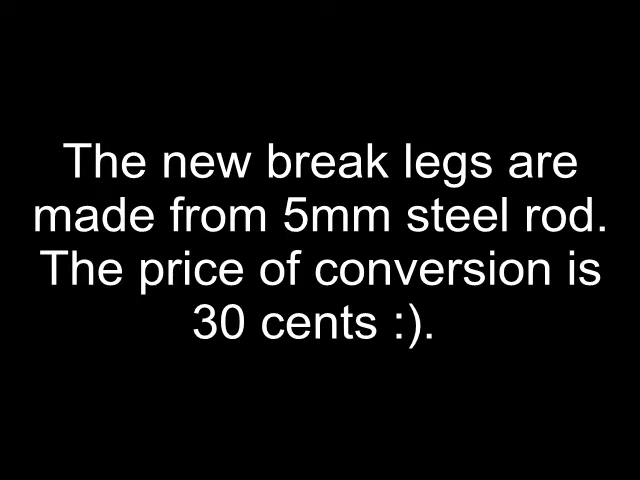 The new break legs are
made from 5mm steel rod.
The price of conversion is
30 cents :).